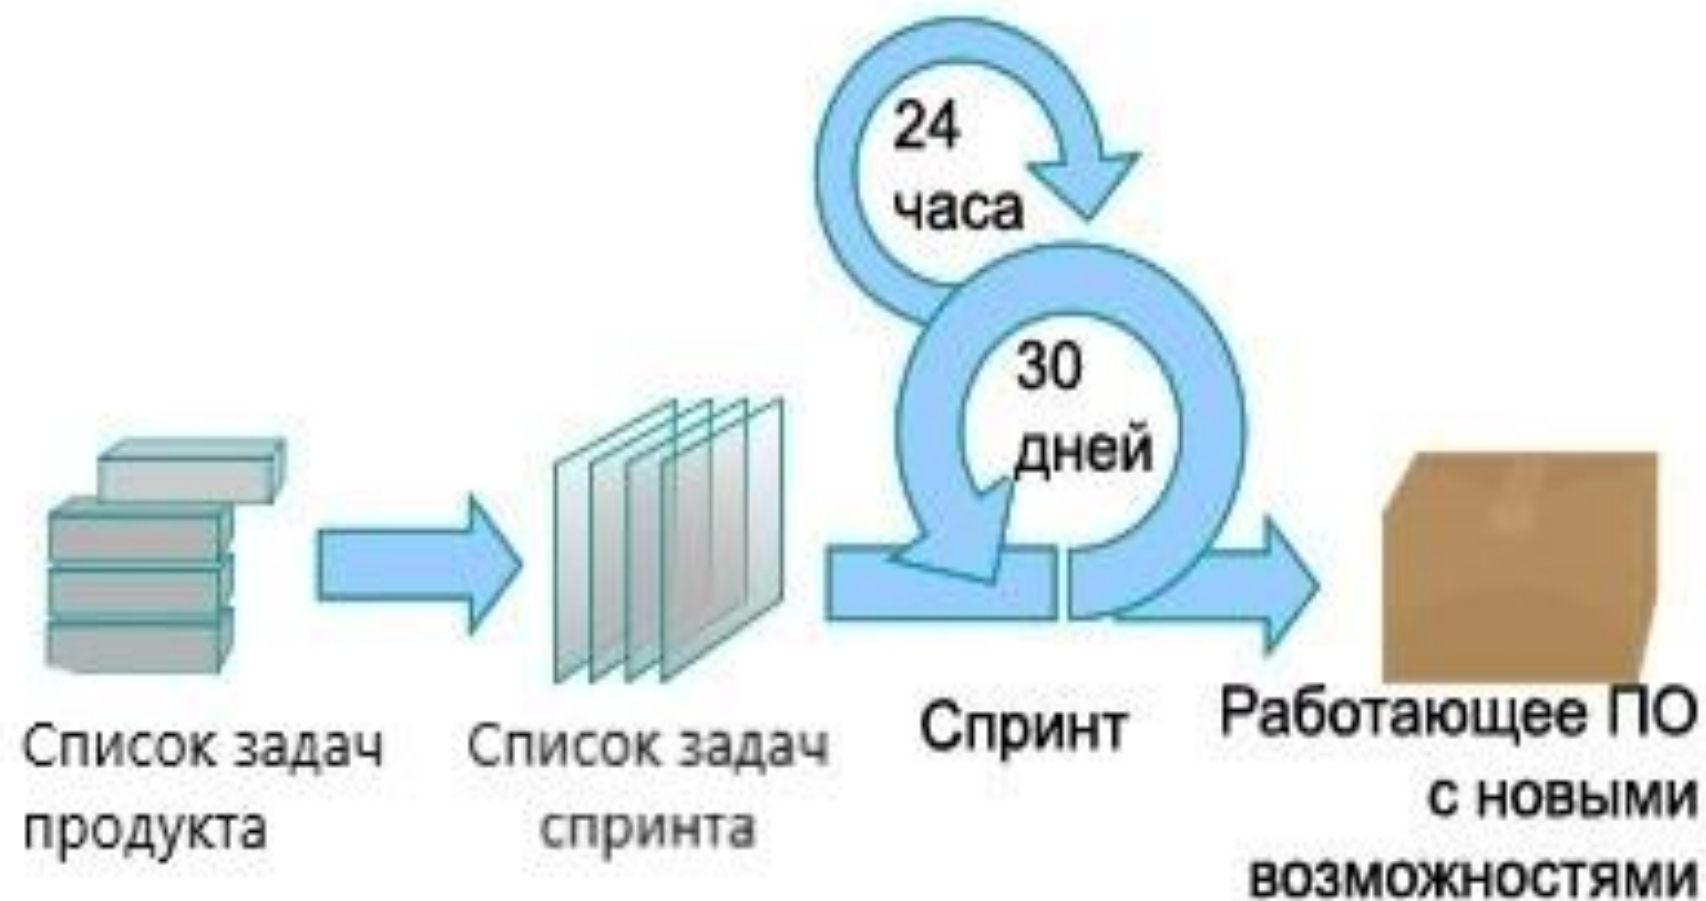 24
часа
30
дней
Список задач
продукта
Список задач
спринта
Спринт
Работающее ПО
с новыми
возможностями